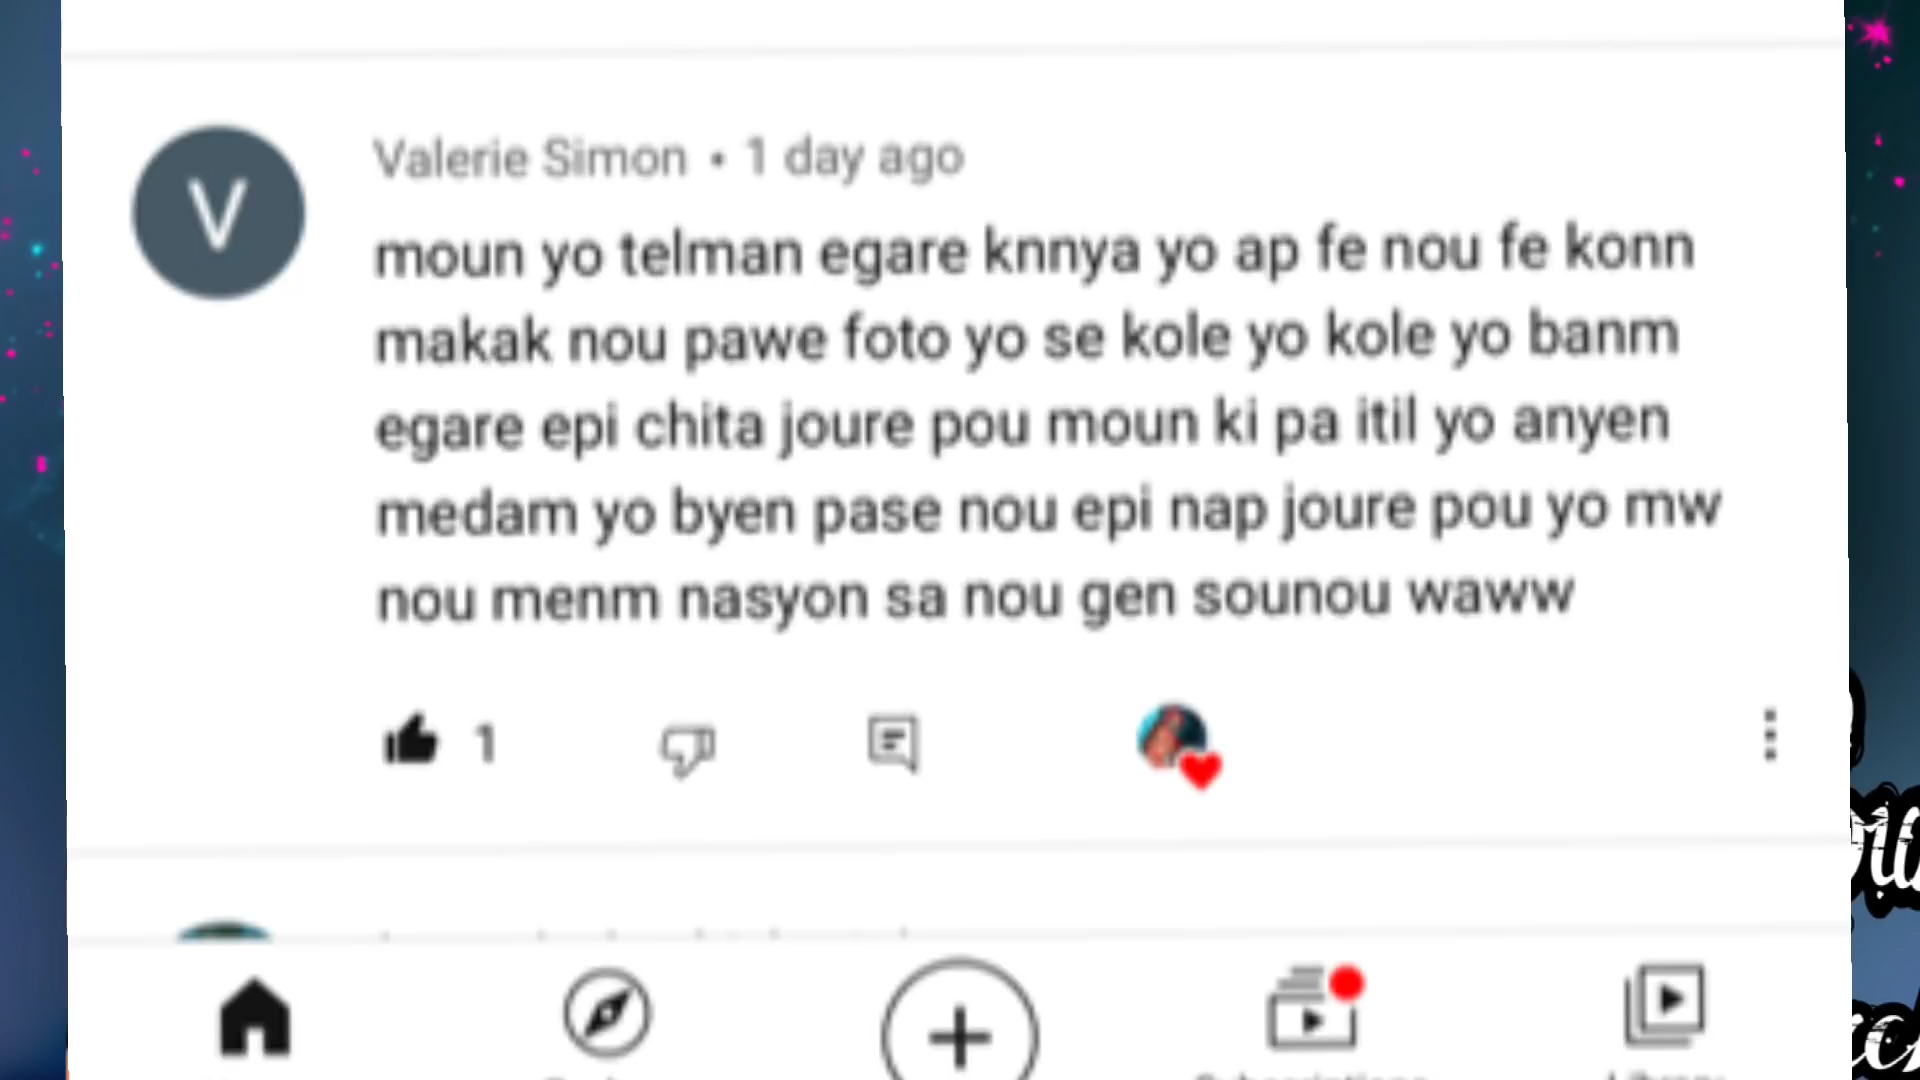 V
Valerie Simon • 1 day ago
moun yo telman egare knnya yo ap fe nou fe konn
makak nou pawe foto yo se kole yo kole yo banm
egare epi chita joure pou moun ki pa itil yo anyen
medam yo byen pase nou epi nap joure pou yo mw
nou menm nasyon sa nou gen sounou waww
1